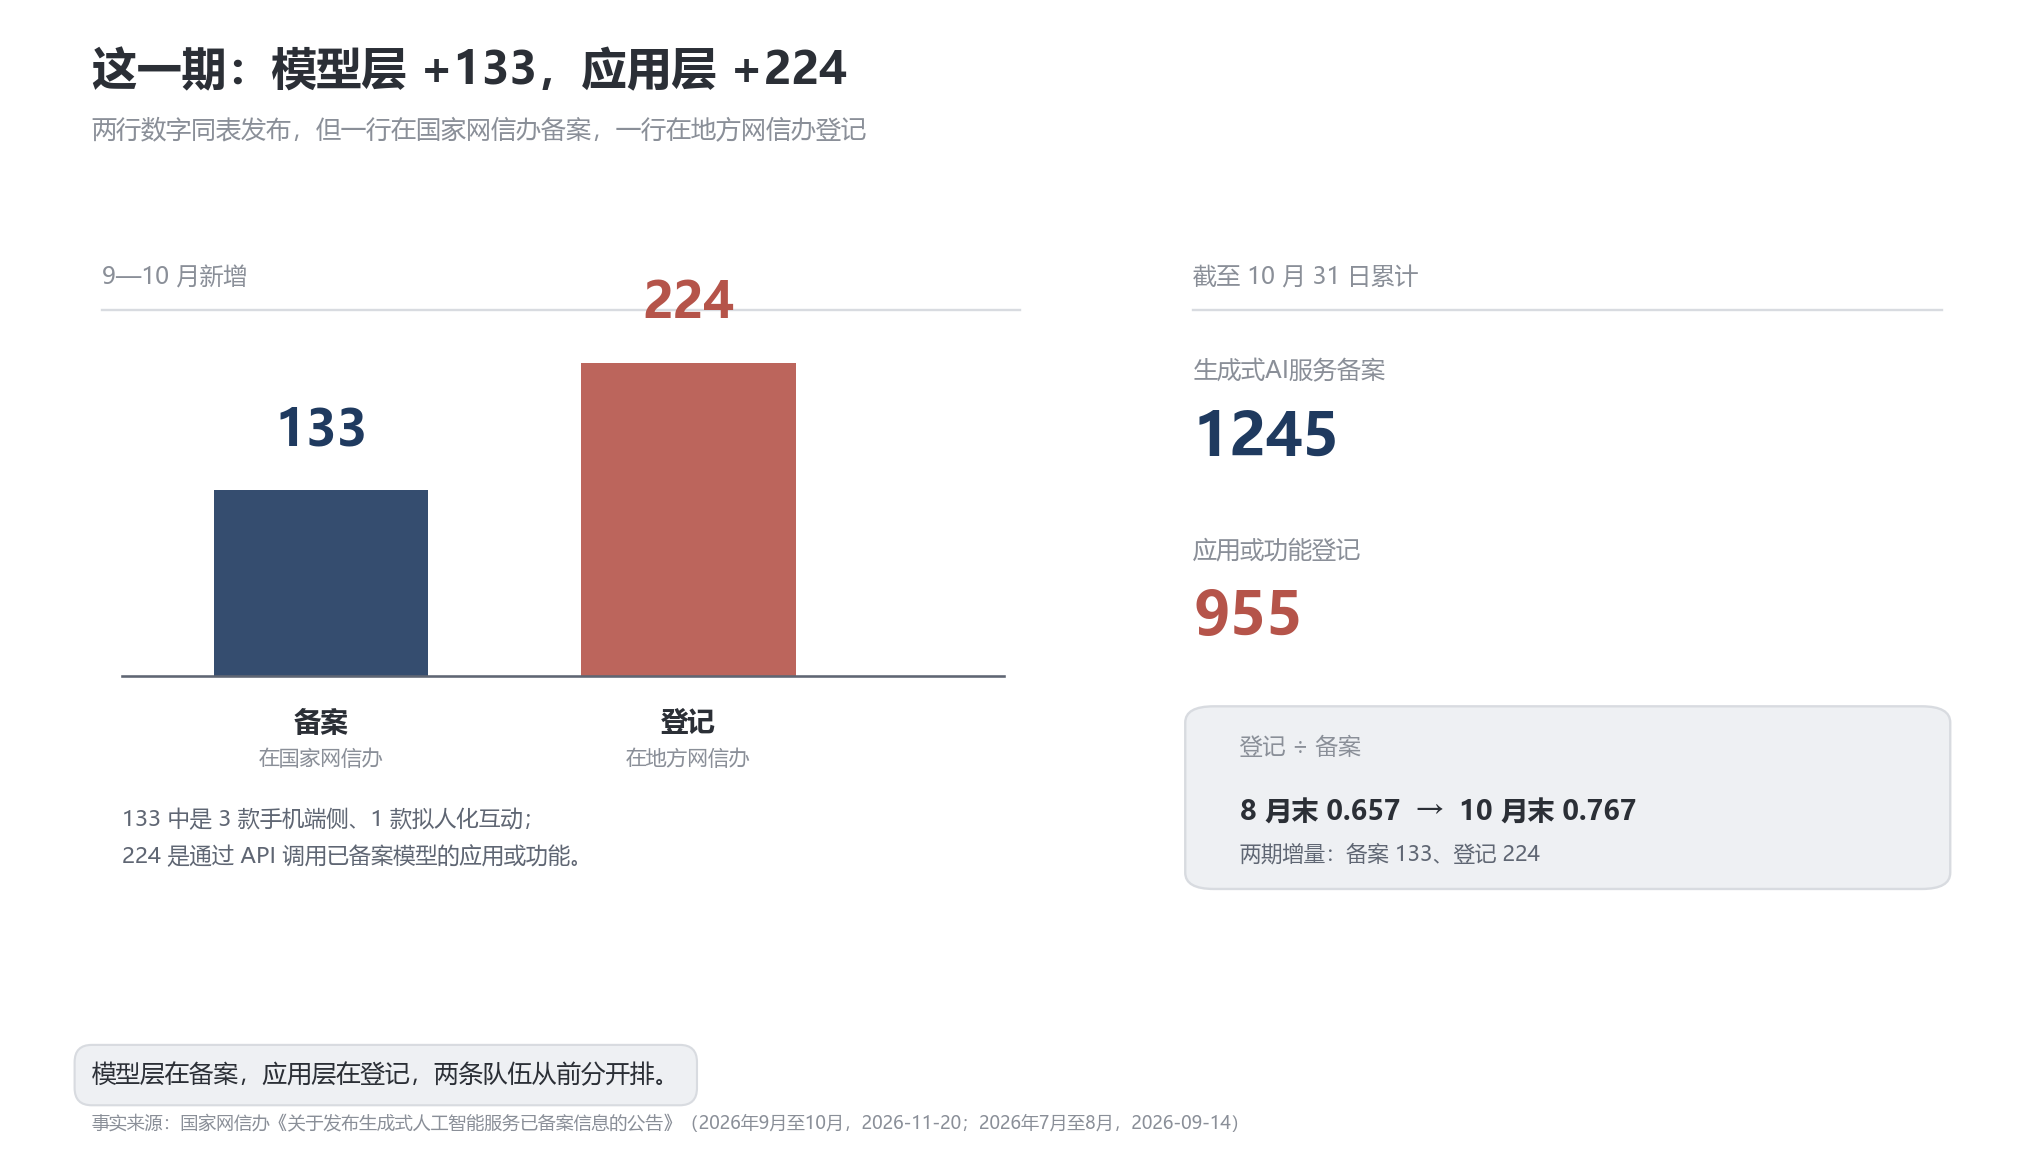 这一期：模型层 +133，应用层 +224
两行数字同表发布，但一行在国家网信办备案，一行在地方网信办登记
9—10 月新增
224
133
备案
在国家网信办
登记
在地方网信办
133 中是 3 款手机端侧、1 款拟人化互动；
224 是通过 API 调用已备案模型的应用或功能。
截至 10 月 31 日累计
生成式AI服务备案
1245
应用或功能登记
955
登记 ÷ 备案
8 月末 0.657 → 10 月末 0.767
两期增量：备案 133、登记 224
模型层在备案，应用层在登记，两条队伍从前分开排。
事实来源：国家网信办《关于发布生成式人工智能服务已备案信息的公告》（2026年9月至10月，2026-11-20；2026年7月至8月，2026-09-14）